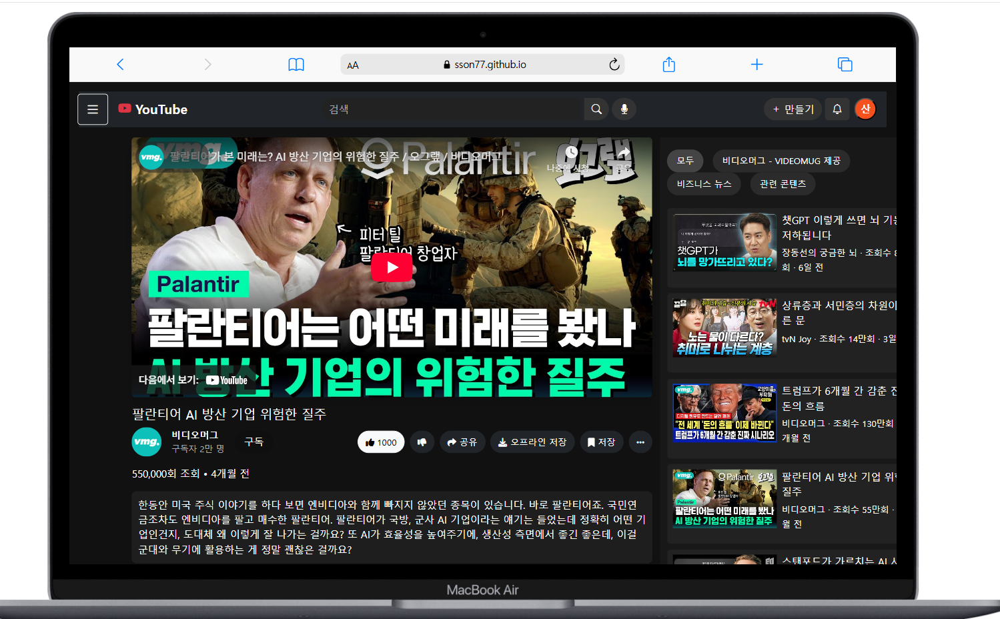 AA
sson77.github.io
YouTube
검색
+ 만들기
산
vmg.
팔란티어가 본 미래는? AI 방산 기업의 위험한 질주 / 오그랲 / 비디오머그
Palantir
오그랲
나중에 시청...
공유
피터 틸
팔란티어 창업자
Palantir
팔란티어는 어떤 미래를 봤나
AI 방산 기업의 위험한 질주
다음에서 보기: YouTube
팔란티어 AI 방산 기업 위험한 질주
vmg.
비디오머그
구독자 2만 명
구독
1000
공유
오프라인 저장
저장
550,000회 조회 • 4개월 전
한동안 미국 주식 이야기를 하다 보면 엔비디아와 함께 빠지지 않았던 종목이 있습니다. 바로 팔란티어죠. 국민연
금조차도 엔비디아를 팔고 매수한 팔란티어. 팔란티어가 국방, 군사 AI 기업이라는 얘기는 들었는데 정확히 어떤 기
업인건지, 도대체 왜 이렇게 잘 나가는 걸까요? 또 AI가 효율성을 높여주기에, 생산성 측면에서 좋긴 좋은데, 이걸
군대와 무기에 활용하는 게 정말 괜찮은 걸까요?
모두
비디오머그 - VIDEOMUG 제공
비즈니스 뉴스
관련 콘텐츠
챗GPT가
뇌를 망가뜨리고 있다?
챗GPT 이렇게 쓰면 뇌 기능
저하됩니다
장동선의 궁금한 뇌 · 조회수 8
회 · 6일 전
tvN
노는 물이 다르다?
취미로 나뉘는 계층
상류층과 서민층의 차원이
른 문
tvN Joy · 조회수 14만회 · 3일
vmg.
"전 세계 '돈의 흐름' 이제 바뀐다"
트럼프가 6개월 간 감춘 진짜 시나리오
트럼프가 6개월 간 감춘 진
돈의 흐름
비디오머그 · 조회수 130만회
개월 전
vmg.
Palantir
오그랲
피터 틸
팔란티어 창업자
Palantir
팔란티어는 어떤 미래를 봤나
AI 방산 기업의 위험한 질주
팔란티어 AI 방산 기업 위험
질주
비디오머그 · 조회수 55만회 ·
월 전
스탠포드가 가르치는 AI 시
MacBook Air